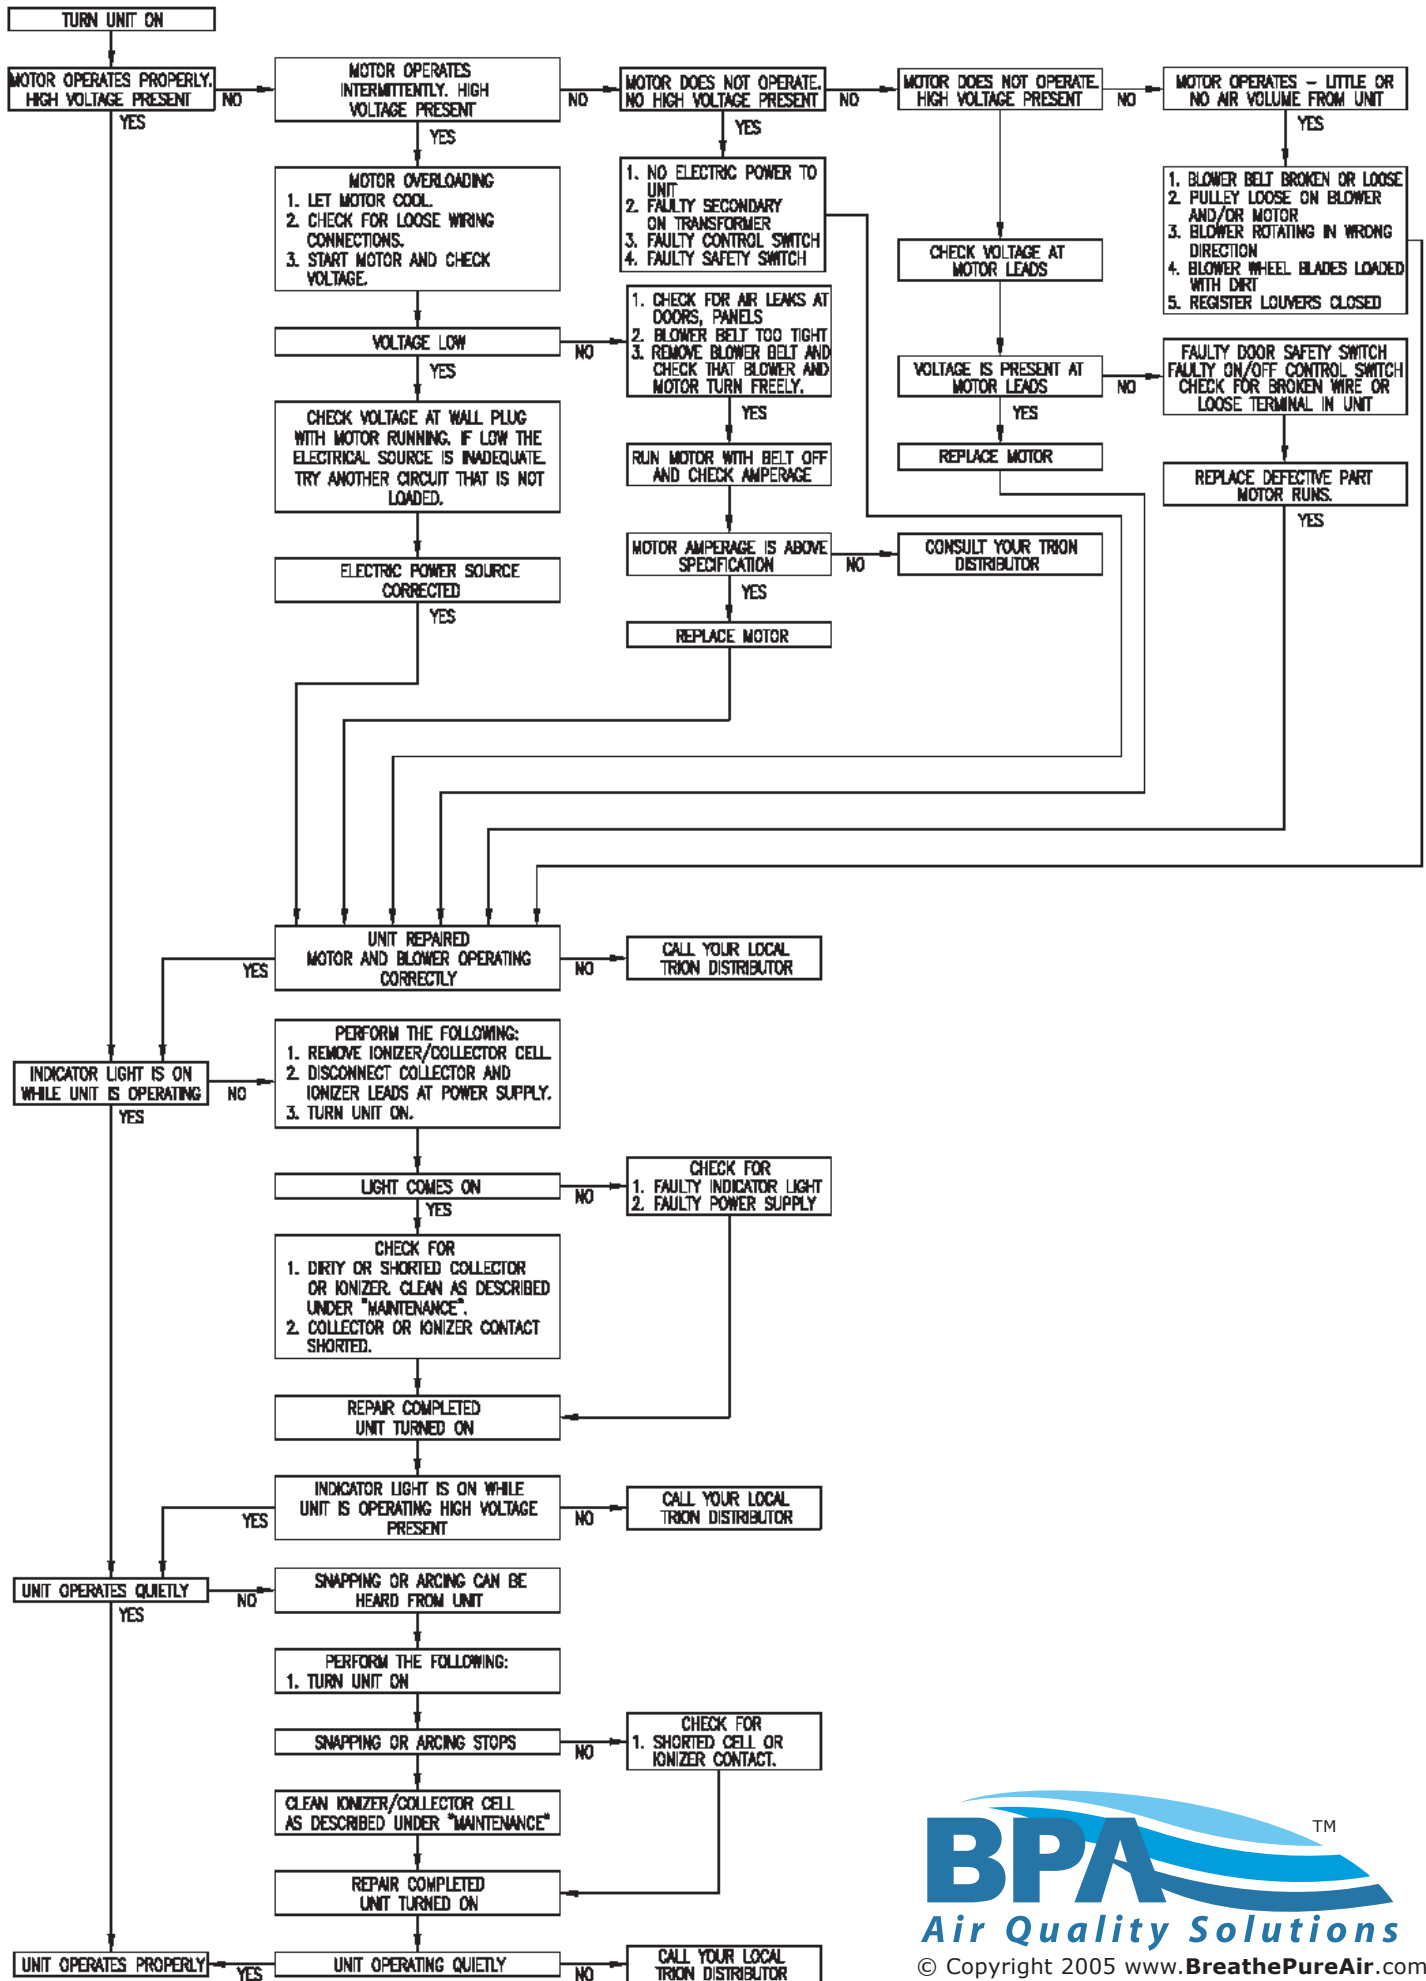 TURN UNIT ON
MOTOR OPERATES PROPERLY.
HIGH VOLTAGE PRESENT
NO
YES
MOTOR OPERATES
INTERMITTENTLY. HIGH
VOLTAGE PRESENT
NO
YES
MOTOR DOES NOT OPERATE.
NO HIGH VOLTAGE PRESENT
NO
YES
MOTOR DOES NOT OPERATE.
HIGH VOLTAGE PRESENT
NO
MOTOR OPERATES - LITTLE OR
NO AIR VOLUME FROM UNIT
YES
MOTOR OVERLOADING
1. LET MOTOR COOL.
2. CHECK FOR LOOSE WIRING
CONNECTIONS.
3. START MOTOR AND CHECK
VOLTAGE.
1. NO ELECTRIC POWER TO
UNIT
2. FAULTY SECONDARY
ON TRANSFORMER
3. FAULTY CONTROL SWITCH
4. FAULTY SAFETY SWITCH
CHECK VOLTAGE AT
MOTOR LEADS
1. BLOWER BELT BROKEN OR LOOSE
2. PULLEY LOOSE ON BLOWER
AND/OR MOTOR
3. BLOWER ROTATING IN WRONG
DIRECTION
4. BLOWER WHEEL BLADES LOADED
WITH DIRT
5. REGISTER LOUVERS CLOSED
VOLTAGE LOW
NO
YES
1. CHECK FOR AIR LEAKS AT
DOORS, PANELS
2. BLOWER BELT TOO TIGHT
3. REMOVE BLOWER BELT AND
CHECK THAT BLOWER AND
MOTOR TURN FREELY.
YES
VOLTAGE IS PRESENT AT
MOTOR LEADS
NO
YES
FAULTY DOOR SAFETY SWITCH
FAULTY ON/OFF CONTROL SWITCH
CHECK FOR BROKEN WIRE OR
LOOSE TERMINAL IN UNIT
CHECK VOLTAGE AT WALL PLUG
WITH MOTOR RUNNING. IF LOW THE
ELECTRICAL SOURCE IS INADEQUATE.
TRY ANOTHER CIRCUIT THAT IS NOT
LOADED.
RUN MOTOR WITH BELT OFF
AND CHECK AMPERAGE
REPLACE MOTOR
REPLACE DEFECTIVE PART
MOTOR RUNS.
YES
ELECTRIC POWER SOURCE
CORRECTED
YES
MOTOR AMPERAGE IS ABOVE
SPECIFICATION
NO
YES
CONSULT YOUR TRION
DISTRIBUTOR
REPLACE MOTOR
UNIT REPAIRED
MOTOR AND BLOWER OPERATING
CORRECTLY
YES
NO
CALL YOUR LOCAL
TRION DISTRIBUTOR
INDICATOR LIGHT IS ON
WHILE UNIT IS OPERATING
NO
YES
PERFORM THE FOLLOWING:
1. REMOVE IONIZER/COLLECTOR CELL
2. DISCONNECT COLLECTOR AND
IONIZER LEADS AT POWER SUPPLY.
3. TURN UNIT ON.
LIGHT COMES ON
NO
YES
CHECK FOR
1. FAULTY INDICATOR LIGHT
2. FAULTY POWER SUPPLY
CHECK FOR
1. DIRTY OR SHORTED COLLECTOR
OR IONIZER. CLEAN AS DESCRIBED
UNDER "MAINTENANCE".
2. COLLECTOR OR IONIZER CONTACT
SHORTED.
REPAIR COMPLETED
UNIT TURNED ON
INDICATOR LIGHT IS ON WHILE
UNIT IS OPERATING HIGH VOLTAGE
PRESENT
YES
NO
CALL YOUR LOCAL
TRION DISTRIBUTOR
UNIT OPERATES QUIETLY
NO
YES
SNAPPING OR ARCING CAN BE
HEARD FROM UNIT
PERFORM THE FOLLOWING:
1. TURN UNIT ON
SNAPPING OR ARCING STOPS
NO
CHECK FOR
1. SHORTED CELL OR
IONIZER CONTACT.
CLEAN IONIZER/COLLECTOR CELL
AS DESCRIBED UNDER "MAINTENANCE"
REPAIR COMPLETED
UNIT TURNED ON
UNIT OPERATES PROPERLY
YES
UNIT OPERATING QUIETLY
NO
CALL YOUR LOCAL
TRION DISTRIBUTOR
BPA TM
Air Quality Solutions
© Copyright 2005 www.BreathePureAir.com